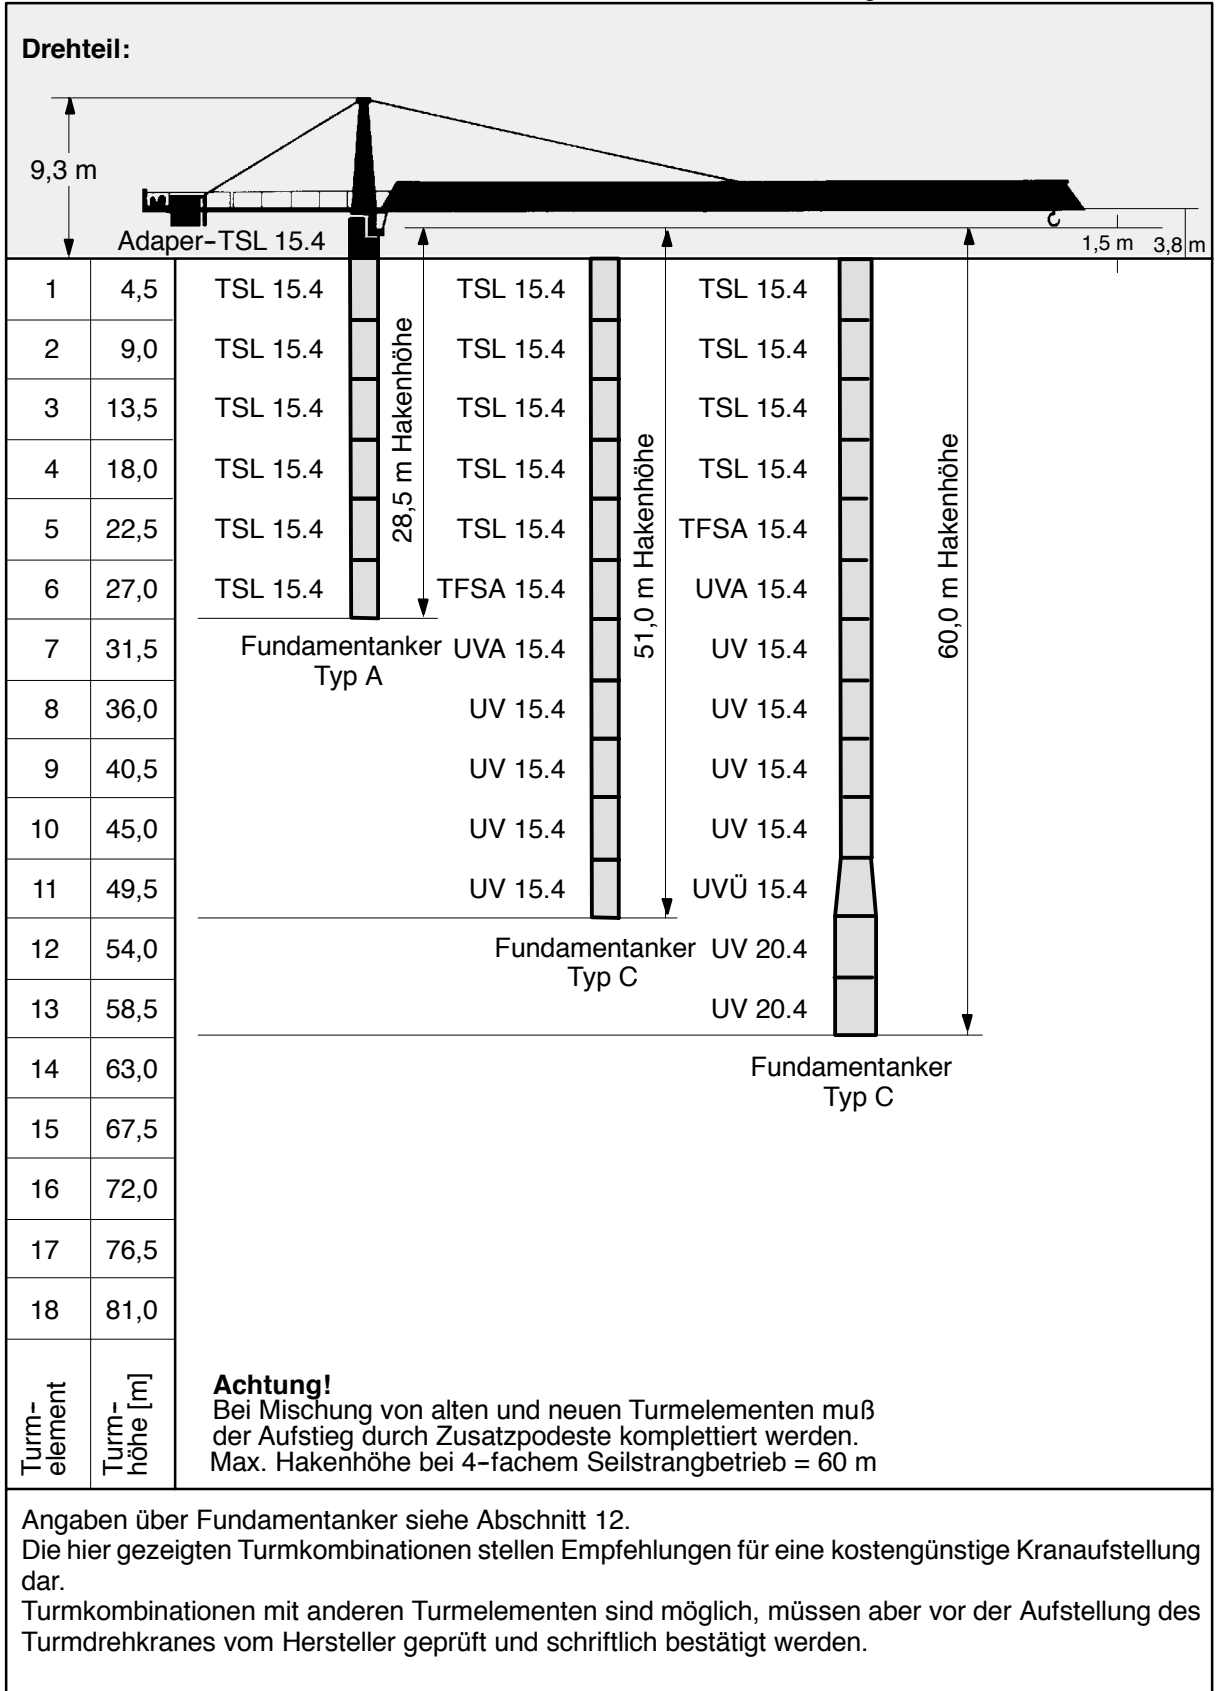 Drehteil:
9,3 m
Adaper-TSL 15.4
1,5 m 3,8 m
1 4,5 TSL 15.4 TSL 15.4 TSL 15.4
2 9,0 TSL 15.4 TSL 15.4 TSL 15.4
3 13,5 TSL 15.4 TSL 15.4 TSL 15.4
4 18,0 TSL 15.4 TSL 15.4 TSL 15.4
5 22,5 TSL 15.4 TSL 15.4 TFSA 15.4
6 27,0 TSL 15.4 TFSA 15.4 UVA 15.4
28,5 m Hakenhöhe
51,0 m Hakenhöhe
60,0 m Hakenhöhe
Fundamentanker
Typ A
7 31,5 UVA 15.4 UV 15.4
8 36,0 UV 15.4 UV 15.4
9 40,5 UV 15.4 UV 15.4
10 45,0 UV 15.4 UV 15.4
11 49,5 UV 15.4 UVÜ 15.4
Fundamentanker
Typ C
12 54,0 UV 20.4
13 58,5 UV 20.4
Fundamentanker
Typ C
14 63,0
15 67,5
16 72,0
17 76,5
18 81,0
Turm-
element
Turm-
höhe [m]
Achtung!
Bei Mischung von alten und neuen Turmelementen muß
der Aufstieg durch Zusatzpodeste komplettiert werden.
Max. Hakenhöhe bei 4-fachem Seilstrangbetrieb = 60 m
Angaben über Fundamentanker siehe Abschnitt 12.
Die hier gezeigten Turmkombinationen stellen Empfehlungen für eine kostengünstige Kranaufstellung
dar.
Turmkombinationen mit anderen Turmelementen sind möglich, müssen aber vor der Aufstellung des
Turmdrehkranes vom Hersteller geprüft und schriftlich bestätigt werden.